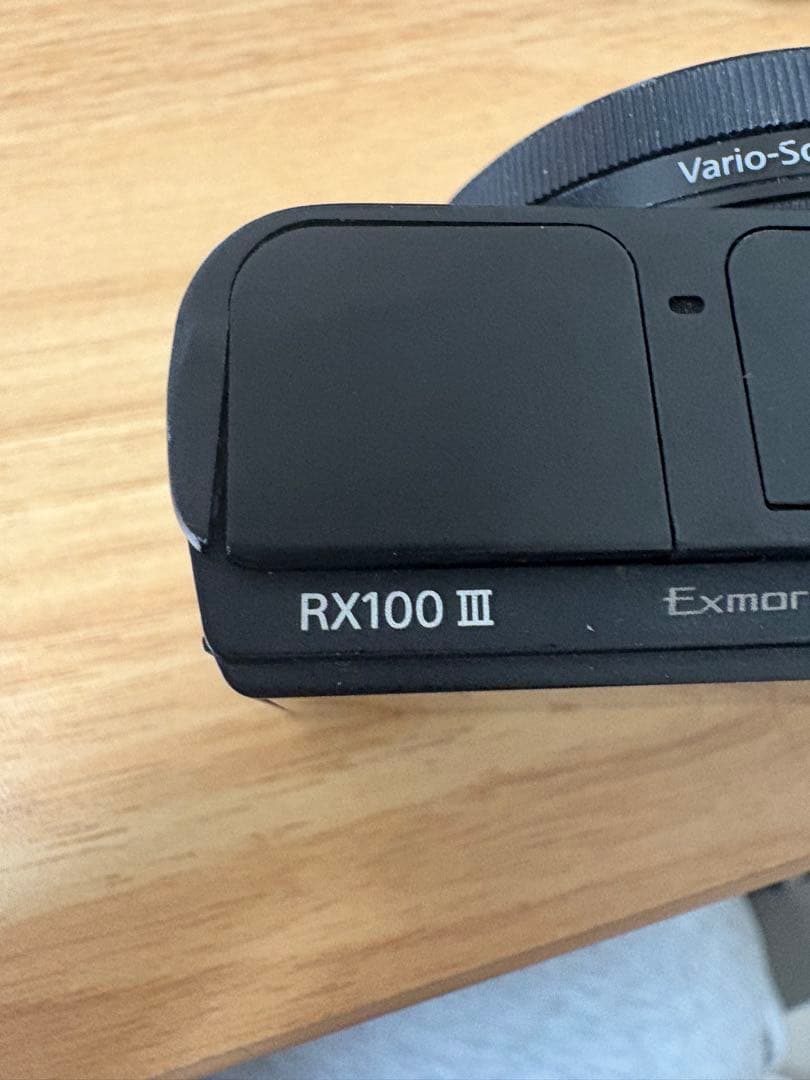 Vario-So
RX100 III
Exmor